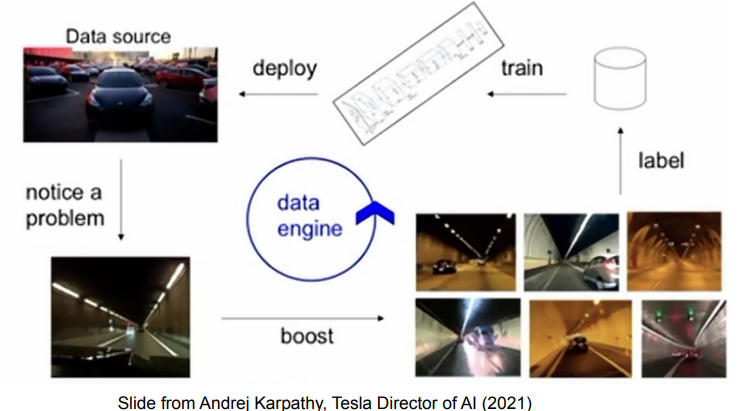 Data source
deploy
train
label
notice a
problem
data
engine
boost
Slide from Andrej Karpathy, Tesla Director of AI (2021)